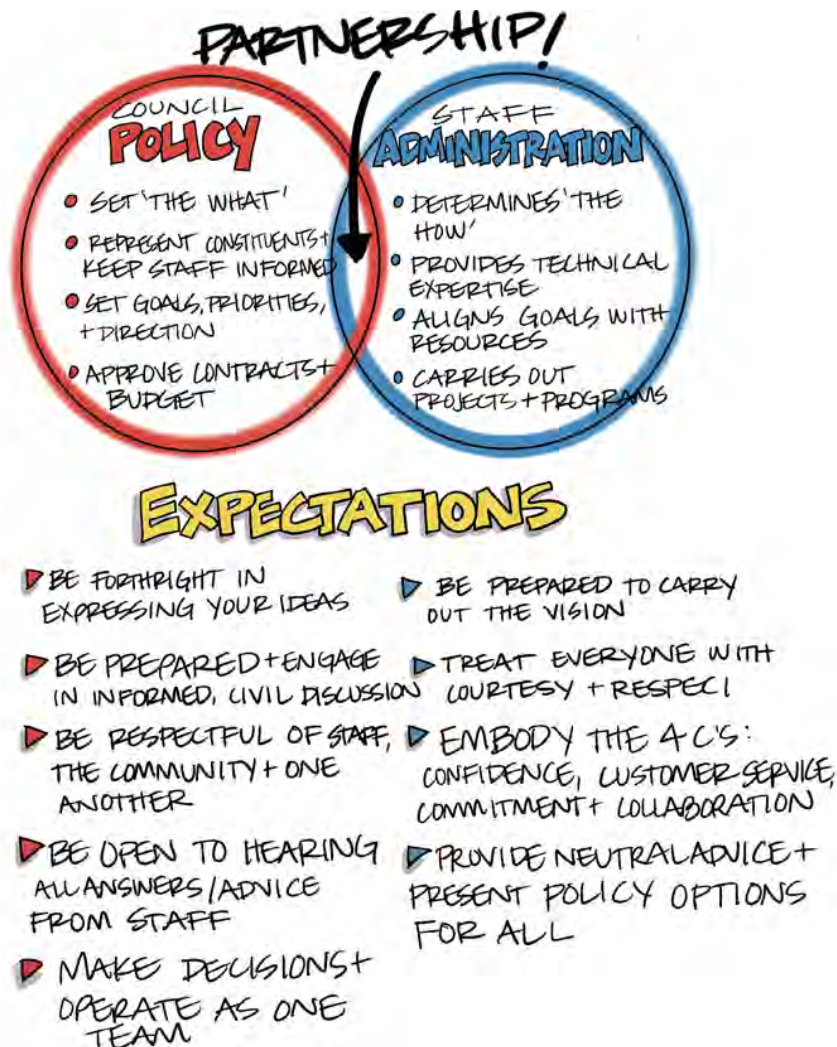 PARTNERSHIP!
COUNCIL
POLICY
• SET 'THE WHAT'
• REPRESENT CONSTITUENTS+
KEEP STAFF INFORMED
• SET GOALS, PRIORITIES,
+ DIRECTION
• APPROVE CONTRACTS+
BUDGET
STAFF
ADMINISTRATION
• DETERMINES 'THE
HOW'
• PROVIDES TECHNICAL
EXPERTISE
• ALIGNS GOALS WITH
RESOURCES
• CARRIES OUT
PROJECTS + PROGRAMS
EXPECTATIONS
BE FORTHRIGHT IN
EXPRESSING YOUR IDEAS
BE PREPARED + ENGAGE
IN INFORMED, CIVIL DISCUSSION
BE RESPECTFUL OF STAFF,
THE COMMUNITY + ONE
ANOTHER
BE OPEN TO HEARING
ALL ANSWERS/ADVICE
FROM STAFF
MAKE DECISIONS+
OPERATE AS ONE
TEAM
BE PREPARED TO CARRY
OUT THE VISION
TREAT EVERYONE WITH
COURTESY + RESPECT
EMBODY THE 4 C'S:
CONFIDENCE, CUSTOMER SERVICE,
COMMITMENT + COLLABORATION
PROVIDE NEUTRAL ADVICE +
PRESENT POLICY OPTIONS
FOR ALL